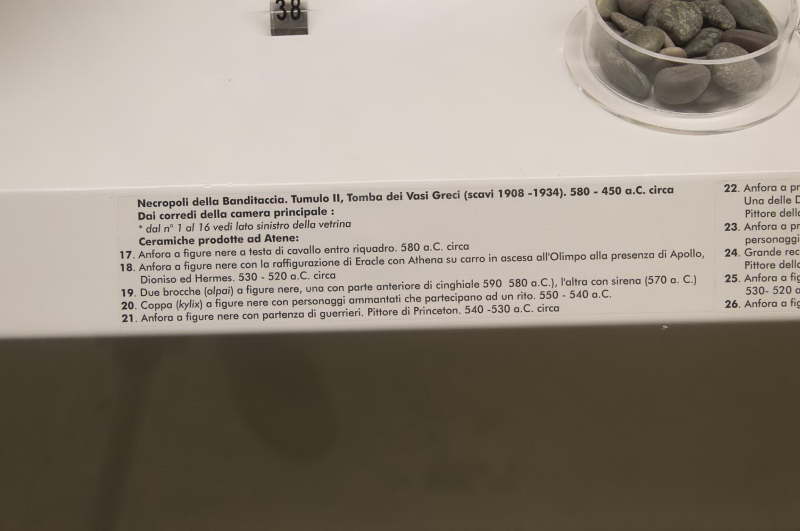 38
Necropoli della Banditaccia. Tumulo II, Tomba dei Vasi Greci (scavi 1908 -1934). 580 - 450 a.C. circa
Dai corredi della camera principale :
* dal n° 1 al 16 vedi lato sinistro della vetrina
Ceramiche prodotte ad Atene:
17. Anfora a figure nere a testa di cavallo entro riquadro. 580 a.C. circa
18. Anfora a figure nere con la raffigurazione di Eracle con Athena su carro in ascesa all'Olimpo alla presenza di Apollo,
Dioniso ed Hermes. 530 - 520 a.C. circa
19. Due brocche (olpai) a figure nere, una con parte anteriore di cinghiale 590 580 a.C.), l'altra con sirena (570 a. C.)
20. Coppa (kylix) a figure nere con personaggi ammantati che partecipano ad un rito. 550 - 540 a.C.
21. Anfora a figure nere con partenza di guerrieri. Pittore di Princeton. 540 -530 a.C. circa
22. Anfora a
Una delle
Pittore
23. Anfora a
personaggi
24. Grande
Pittore
25. Anfora a
530- 520
26. Anfora a